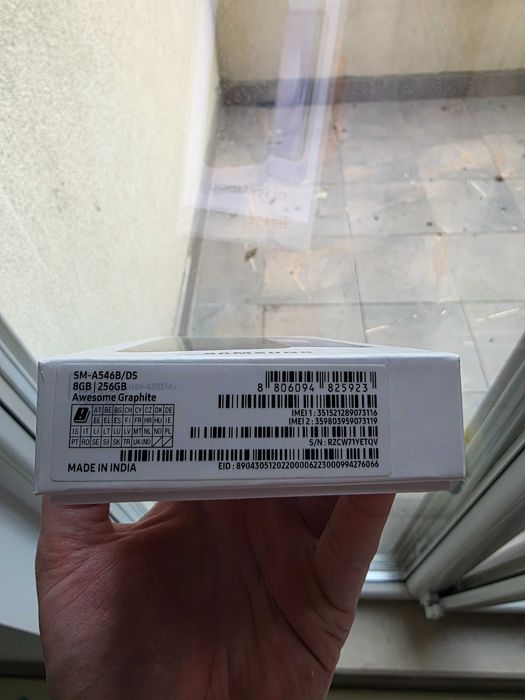 SAMSUNG
SM-A546B/DS
8GB | 256GB
Awesome Graphite
8 806094 825923
IMEI 1 : 351521289073116
IMEI 2 : 359803959073119
S/N : RZCW71YETQV
AT BE BG CH CY CZ DK DE
EE EL ES FI FR HR HU IE
IS IT LI LT LU LV MT NL NO PL
PT RO SE SI SK TR UK(NI)
MADE IN INDIA
EID : 89043051202200006223000994276066